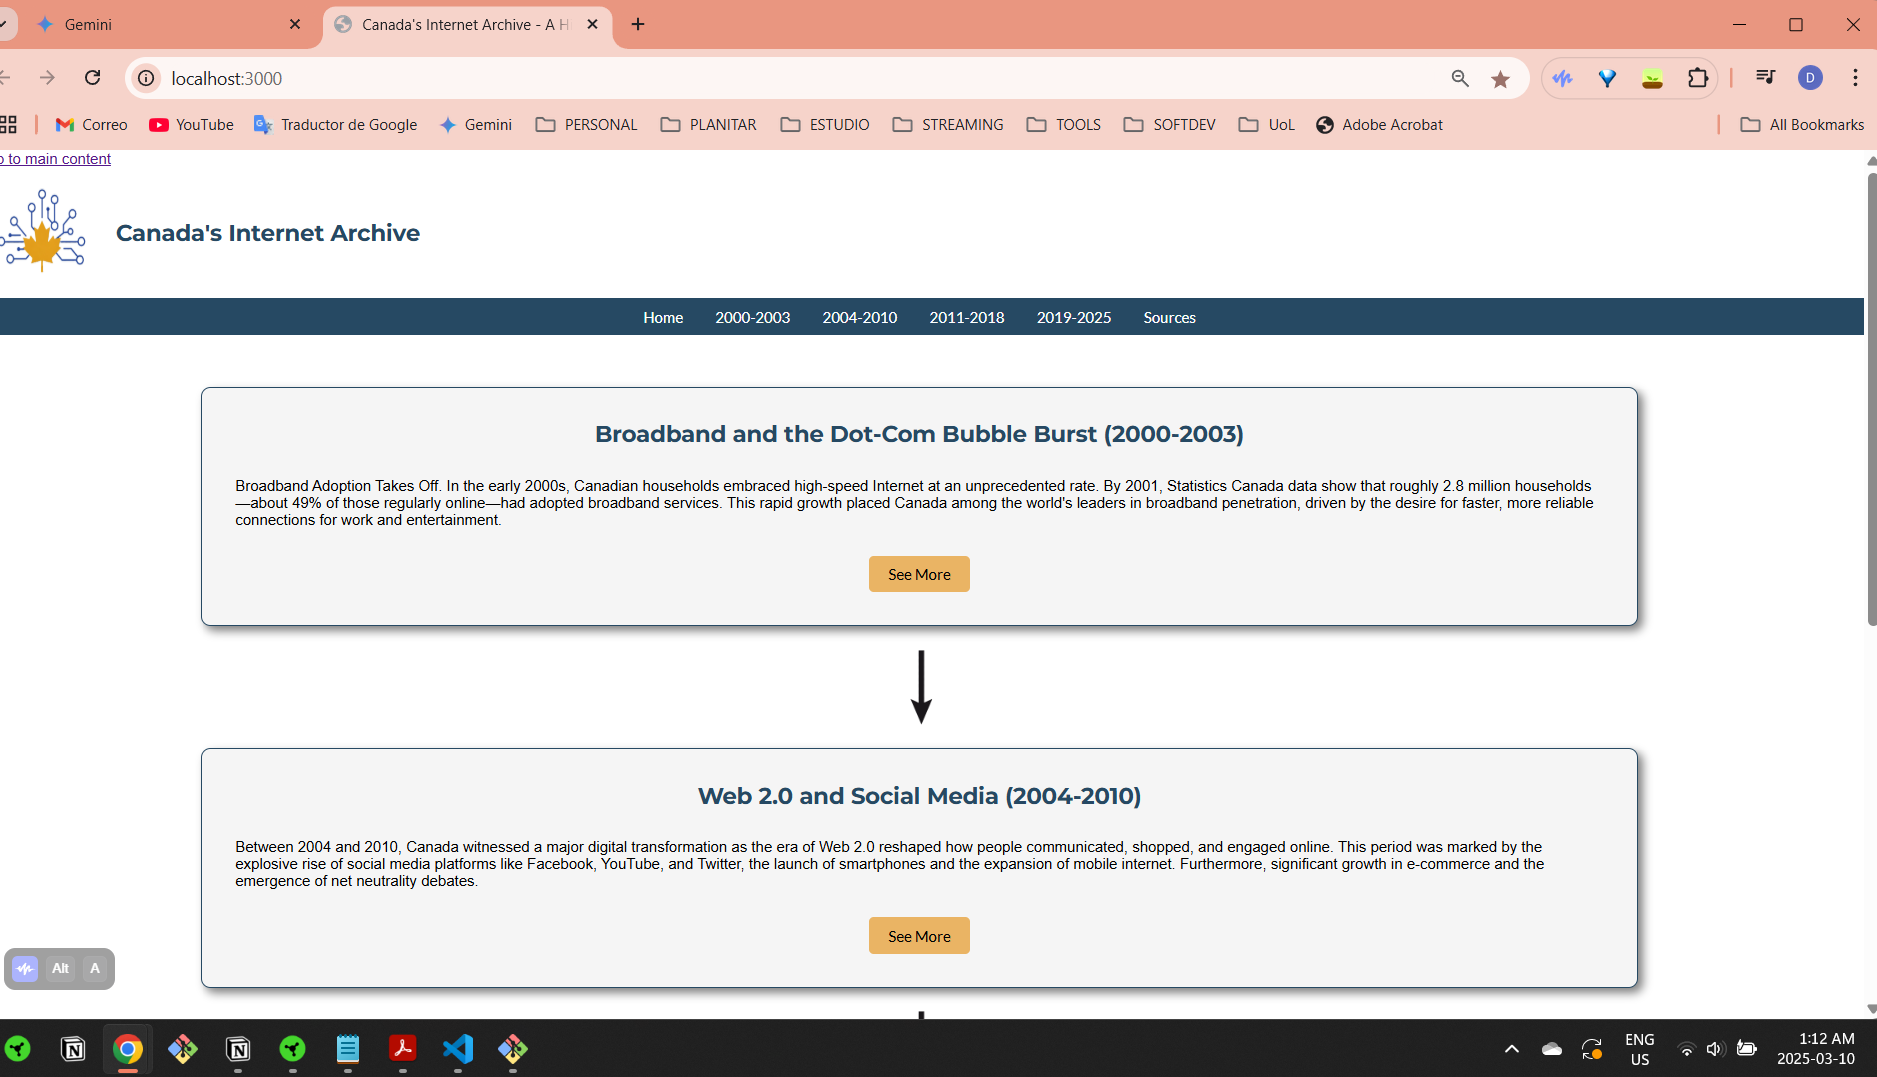 Gemini
Canada's Internet Archive - A H
localhost:3000
D
Correo
YouTube
Traductor de Google
Gemini
PERSONAL
PLANITAR
ESTUDIO
STREAMING
TOOLS
SOFTDEV
UoL
Adobe Acrobat
All Bookmarks
o to main content
Canada's Internet Archive
Home
2000-2003
2004-2010
2011-2018
2019-2025
Sources
Broadband and the Dot-Com Bubble Burst (2000-2003)
Broadband Adoption Takes Off. In the early 2000s, Canadian households embraced high-speed Internet at an unprecedented rate. By 2001, Statistics Canada data show that roughly 2.8 million households
—about 49% of those regularly online—had adopted broadband services. This rapid growth placed Canada among the world's leaders in broadband penetration, driven by the desire for faster, more reliable
connections for work and entertainment.
See More
Web 2.0 and Social Media (2004-2010)
Between 2004 and 2010, Canada witnessed a major digital transformation as the era of Web 2.0 reshaped how people communicated, shopped, and engaged online. This period was marked by the
explosive rise of social media platforms like Facebook, YouTube, and Twitter, the launch of smartphones and the expansion of mobile internet. Furthermore, significant growth in e-commerce and the
emergence of net neutrality debates.
See More
Alt
A
ENG
US
1:12 AM
2025-03-10